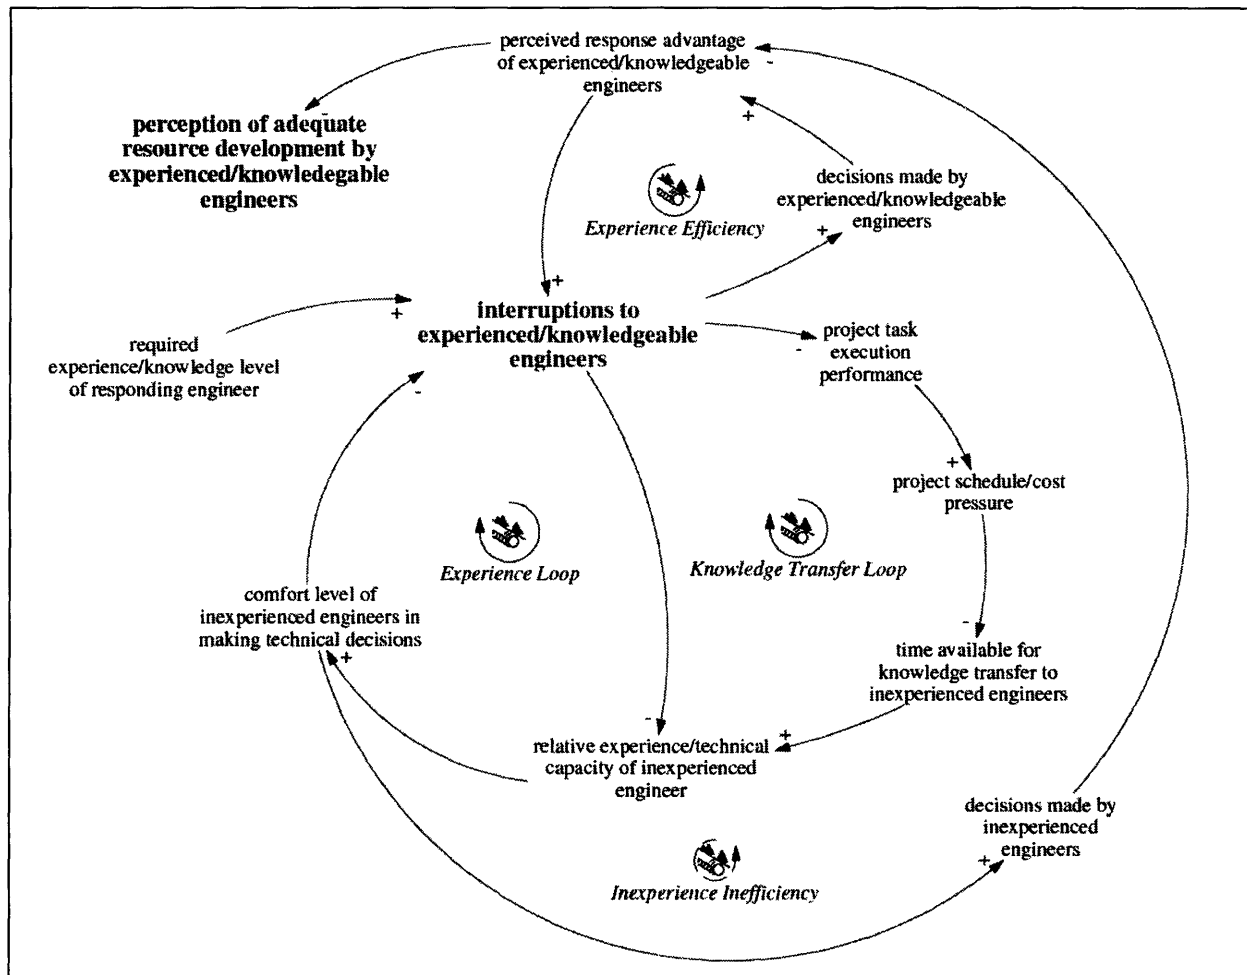 perceived response advantage
of experienced/knowledgeable
engineers
-
-
perception of adequate
resource development by
experienced/knowledegable
engineers
+
decisions made by
experienced/knowledgeable
engineers
+
Experience Efficiency
+
interruptions to
experienced/knowledgeable
engineers
+
required
experience/knowledge level
of responding engineer
-
project task
execution
performance
-
+
project schedule/cost
pressure
Experience Loop
Knowledge Transfer Loop
comfort level of
inexperienced engineers in
making technical decisions
+
-
time available for
knowledge transfer to
inexperienced engineers
-
+
relative experience/technical
capacity of inexperienced
engineer
decisions made by
inexperienced
engineers
+
Inexperience Inefficiency